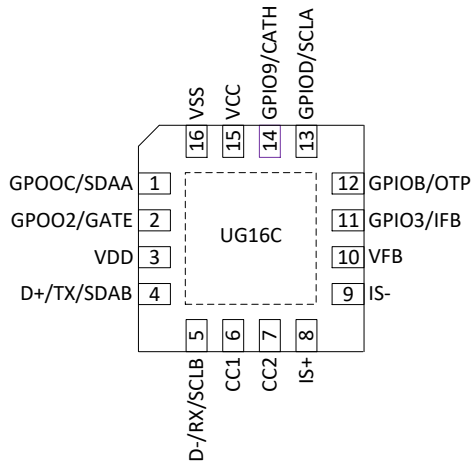 VSS
VCC
GPIO9/CATH
GPIOD/SCLA
16
15
14
13
GPOOC/SDAA
1
12
GPIOB/OTP
GPOO2/GATE
2
11
GPIO3/IFB
UG16C
VDD
3
10
VFB
D+/TX/SDAB
4
9
IS-
5
6
7
8
D-/RX/SCLB
CC1
CC2
IS+